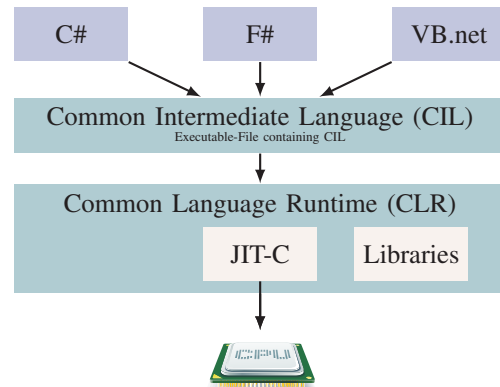 C# F# VB.net
Common Intermediate Language (CIL)
Executable-File containing CIL
Common Language Runtime (CLR)
JIT-C Libraries
CPU